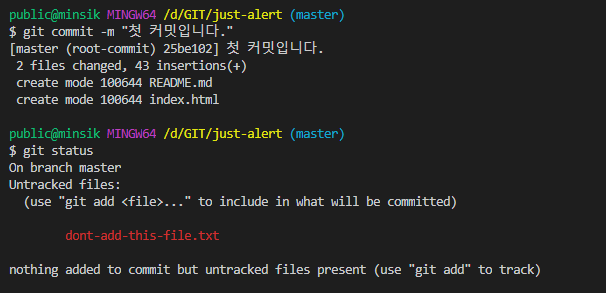 public@minsik MINGW64 /d/GIT/just-alert (master)
$ git commit -m "첫 커밋입니다."
[master (root-commit) 25be102] 첫 커밋입니다.
 2 files changed, 43 insertions(+)
 create mode 100644 README.md
 create mode 100644 index.html

public@minsik MINGW64 /d/GIT/just-alert (master)
$ git status
On branch master
Untracked files:
  (use "git add <file>..." to include in what will be committed)

        dont-add-this-file.txt

nothing added to commit but untracked files present (use "git add" to track)